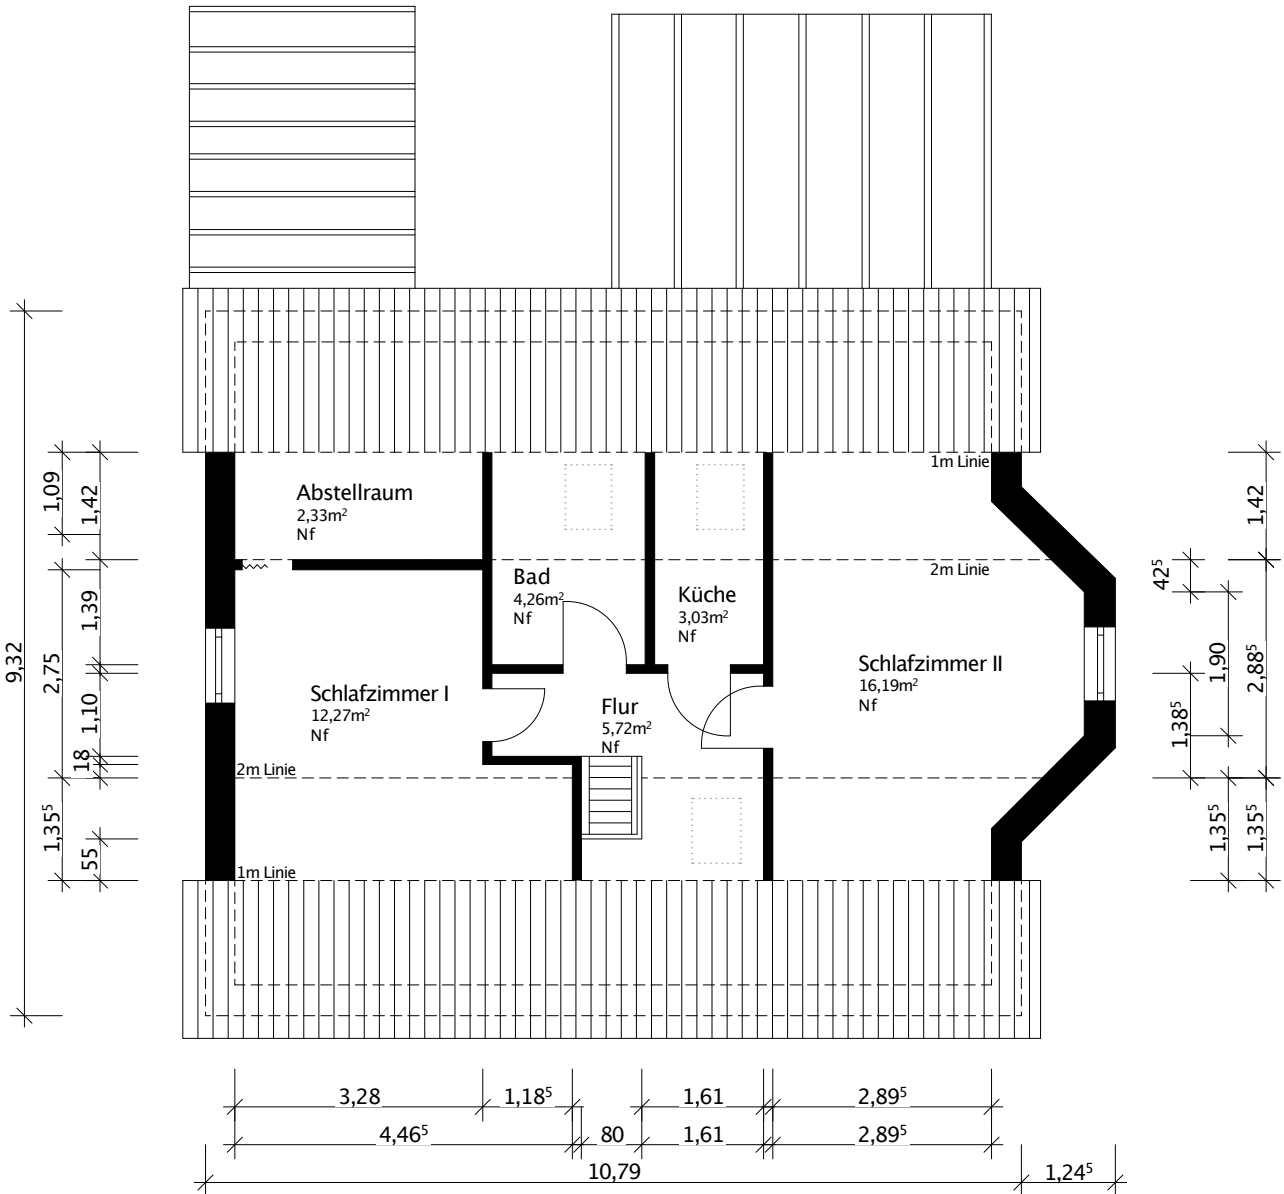 1m Linie
Abstellraum
2,33m²
Nf
2m Linie
Bad
4,26m²
Nf
Küche
3,03m²
Nf
Schlafzimmer I
12,27m²
Nf
Flur
5,72m²
Nf
Schlafzimmer II
16,19m²
Nf
2m Linie
1m Linie
9,32
1,09
2,75
1,35⁵
1,42
1,39
1,10
18
55
42⁵
1,38⁵
1,90
1,35⁵
1,42
2,88⁵
1,35⁵
3,28
1,18⁵
1,61
2,89⁵
4,46⁵
80
1,61
2,89⁵
10,79
1,24⁵